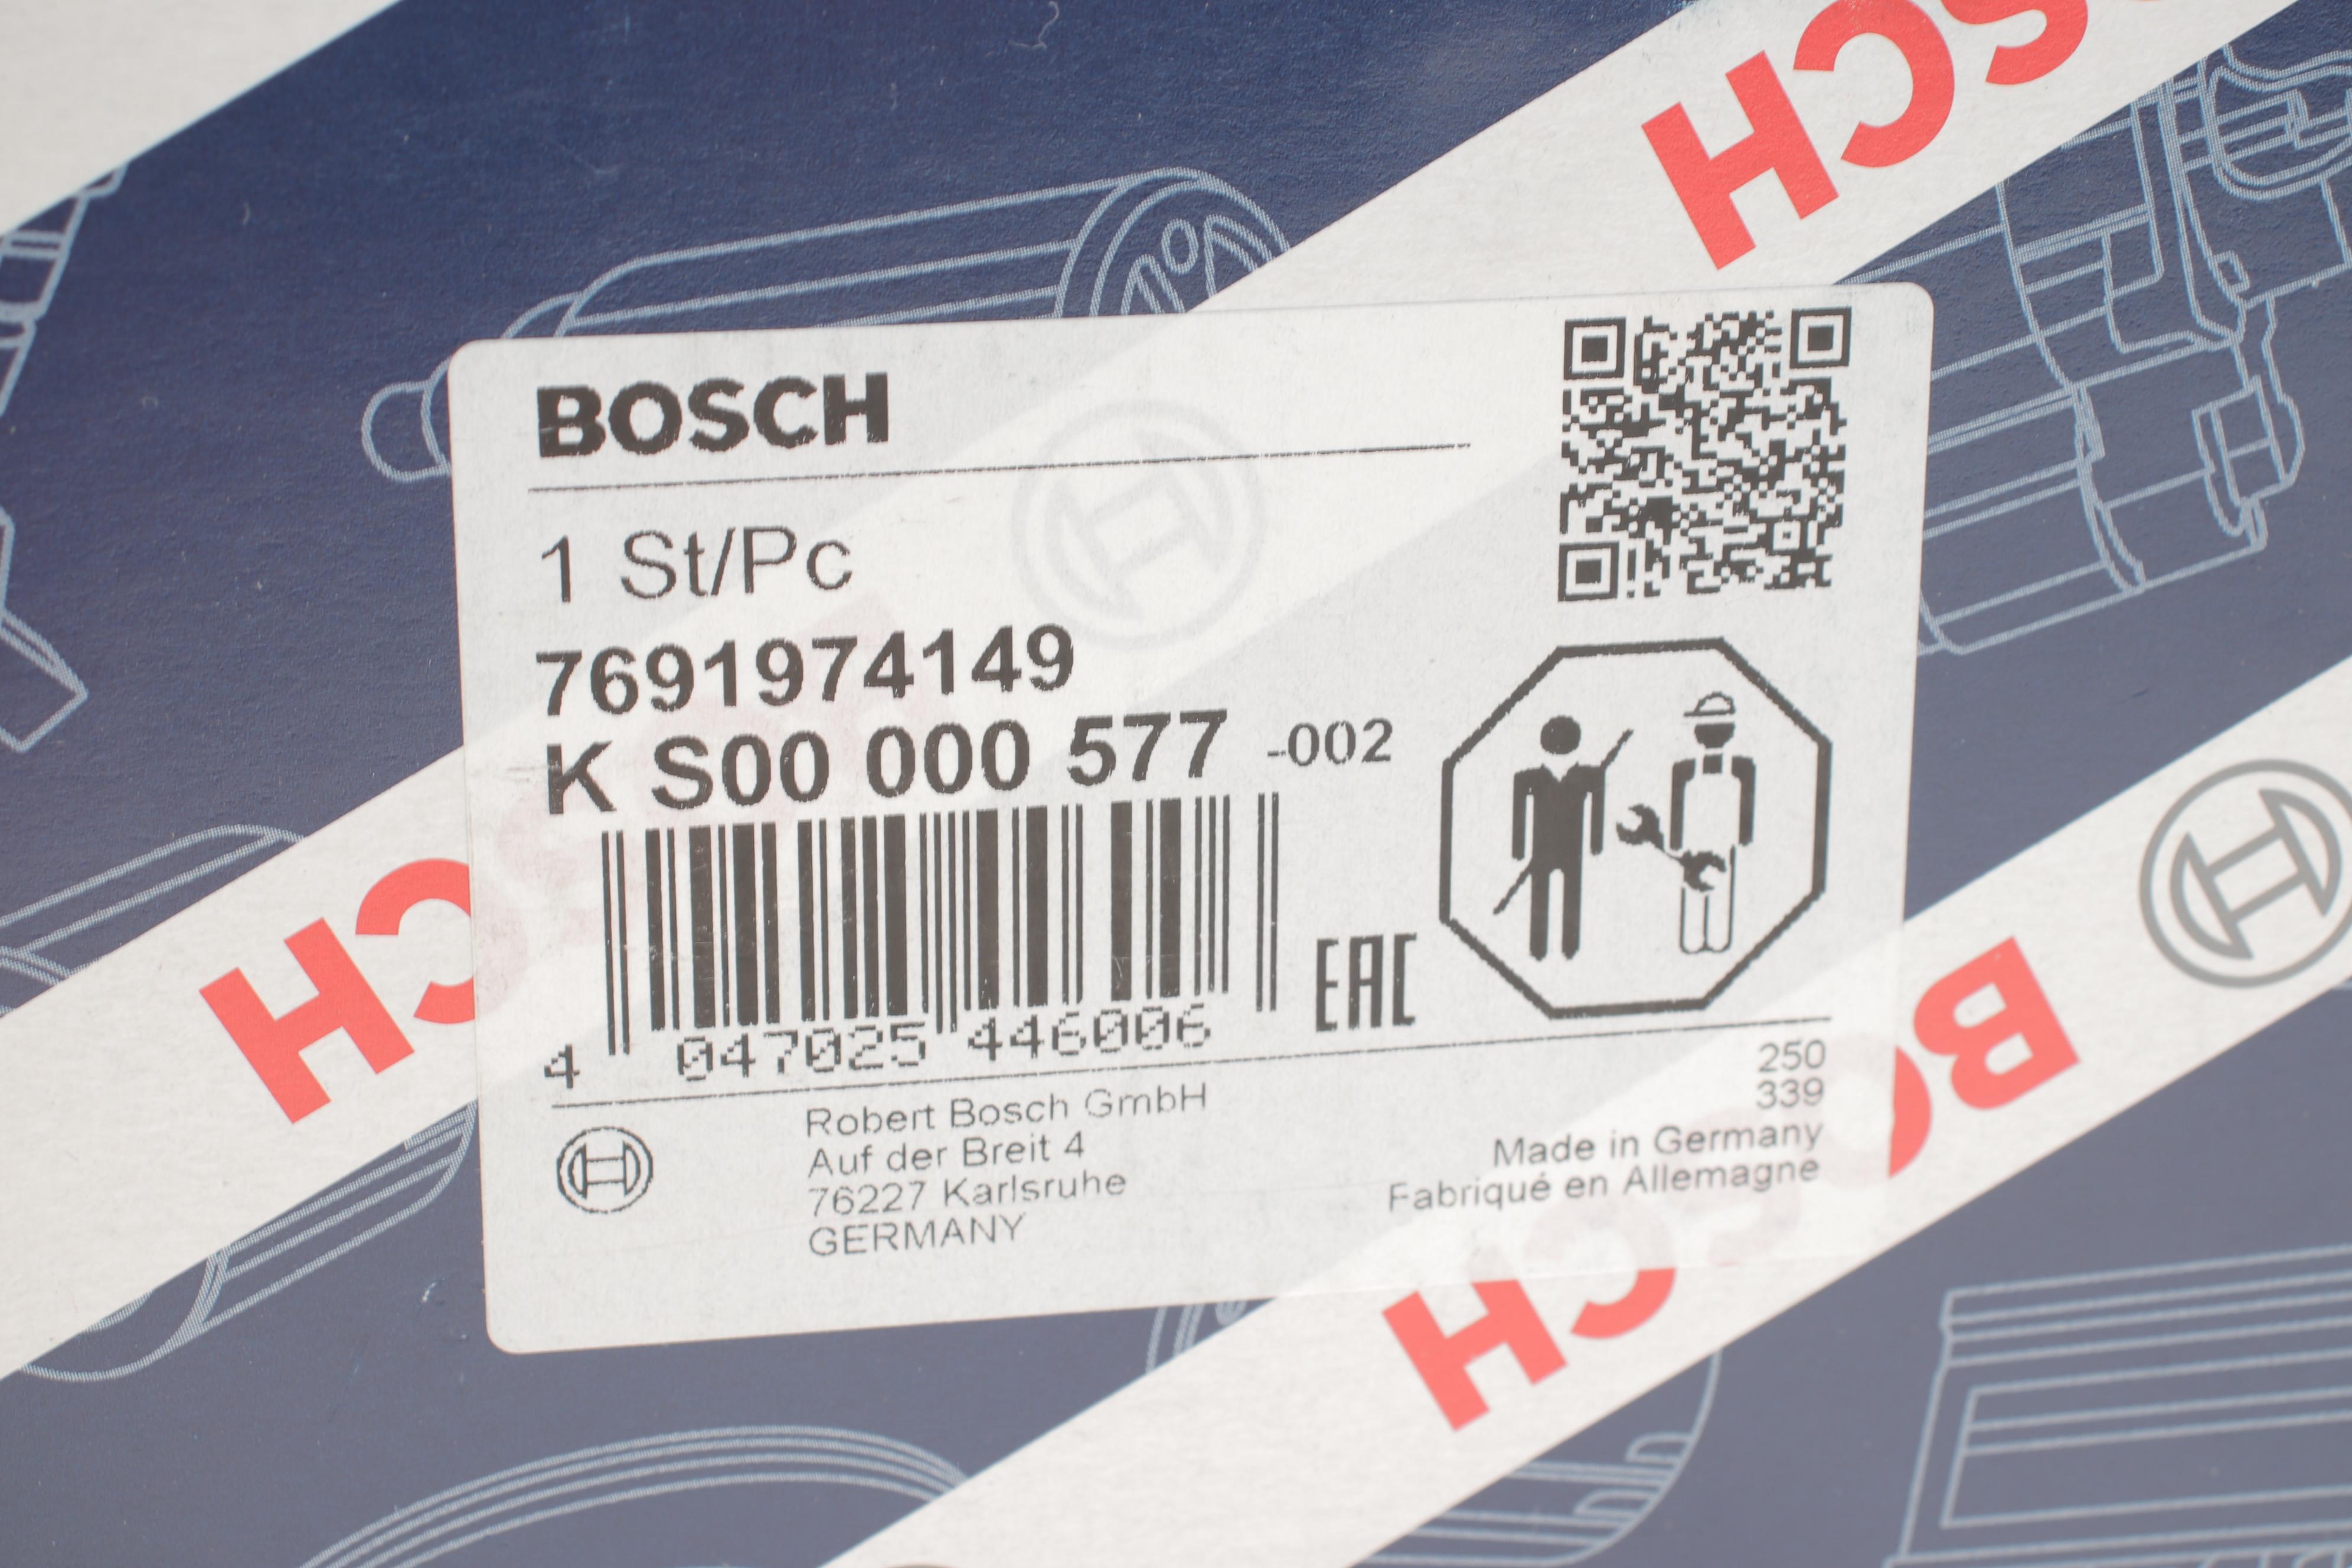 BOSCH
BOSCH
1 St/Pc
7691974149
K S00 000 577 -002
4 047025 446006
EAC
250
339
Robert Bosch GmbH
Auf der Breit 4
76227 Karlsruhe
GERMANY
Made in Germany
Fabriqué en Allemagne
BOSCH
BOSCH